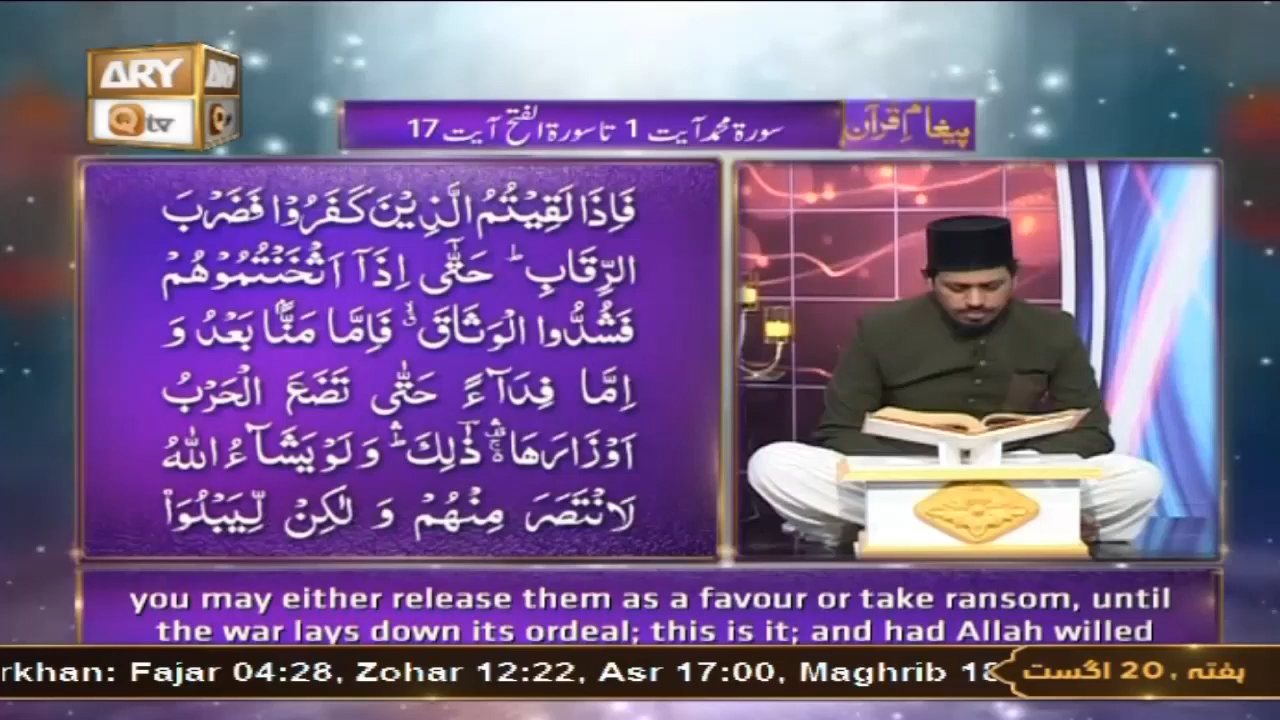 ARY
ARY
Qtv
سورۃ محمد آیت 1 تا سورۃ الفتح آیت 17
پیغام قرآن
فَاِذَا لَقِیْتُمُ الَّذِیْنَ كَفَرُوْا فَضَرْبَ
الرِّقَابِ ؕ حَتّٰۤی اِذَاۤ اَثْخَنْتُمُوْهُمْ
فَشُدُّوا الْوَثَاقَ ۙ فَاِمَّا مَنًّۢا بَعْدُ وَ
اِمَّا فِدَآءً حَتّٰی تَضَعَ الْحَرْبُ
اَوْزَارَهَا ۛ۫ۚ ذٰؔلِكَ ؕۛ وَ لَوْ یَشَآءُ اللّٰهُ
لَانْتَصَرَ مِنْهُمْ وَ لٰكِنْ لِّیَبْلُوَا۠
you may either release them as a favour or take ransom, until
the war lays down its ordeal; this is it; and had Allah willed
rkhan: Fajar 04:28, Zohar 12:22, Asr 17:00, Maghrib 18
ہفتہ ، 20 اگست